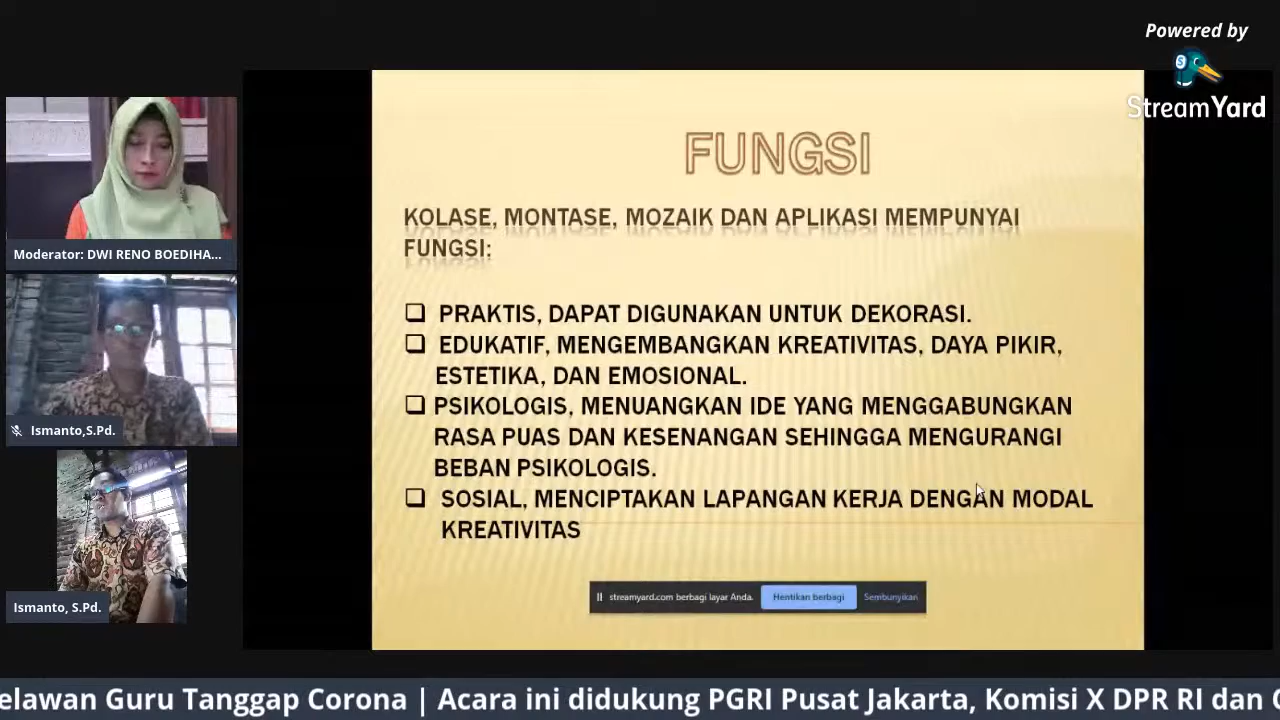 Powered by
StreamYard
Moderator: DWI RENO BOEDIHA...
Ismanto,S.Pd.
Ismanto, S.Pd.
FUNGSI
KOLASE, MONTASE, MOZAIK DAN APLIKASI MEMPUNYAI
FUNGSI:
PRAKTIS, DAPAT DIGUNAKAN UNTUK DEKORASI.
EDUKATIF, MENGEMBANGKAN KREATIVITAS, DAYA PIKIR,
ESTETIKA, DAN EMOSIONAL.
PSIKOLOGIS, MENUANGKAN IDE YANG MENGGABUNGKAN
RASA PUAS DAN KESENANGAN SEHINGGA MENGURANGI
BEBAN PSIKOLOGIS.
SOSIAL, MENCIPTAKAN LAPANGAN KERJA DENGAN MODAL
KREATIVITAS
streamyard.com berbagi layar Anda. Hentikan berbagi Sembunyikan
elawan Guru Tanggap Corona | Acara ini didukung PGRI Pusat Jakarta, Komisi X DPR RI dan